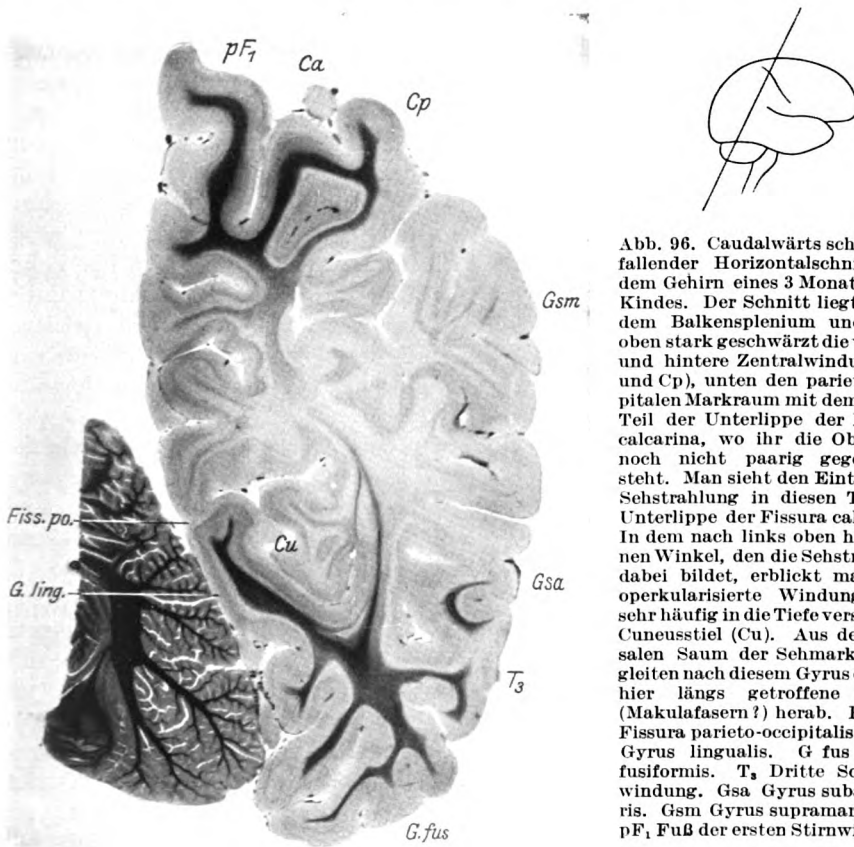 pF₁
Ca
Cp
Gsm
Fiss. po.
Cu
G. ling.
Gsa
T₃
G. fus
Abb. 96. Caudalwärts sch
fallender Horizontalschn
dem Gehirn eines 3 Monat
Kindes. Der Schnitt liegt
dem Balkensplenium un
oben stark geschwärzt die
und hintere Zentralwindu
und Cp), unten den pariet
pitalen Markraum mit dem
Teil der Unterlippe der
calcarina, wo ihr die Ob
noch nicht paarig geg
steht. Man sieht den Eint
Sehstrahlung in diesen T
Unterlippe der Fissura cal
In dem nach links oben
nen Winkel, den die Sehstr
dabei bildet, erblickt ma
operkularisierte Windung
sehr häufig in die Tiefe vers
Cuneusstiel (Cu). Aus de
salen Saum der Sehmark
gleiten nach diesem Gyrus
hier längs getroffene
(Makulafasern?) herab.
Fissura parieto-occipitalis
Gyrus lingualis. G fus
fusiformis. T₃ Dritte Sc
windung. Gsa Gyrus sub
ris. Gsm Gyrus supramar
pF₁ Fuß der ersten Stirnwi